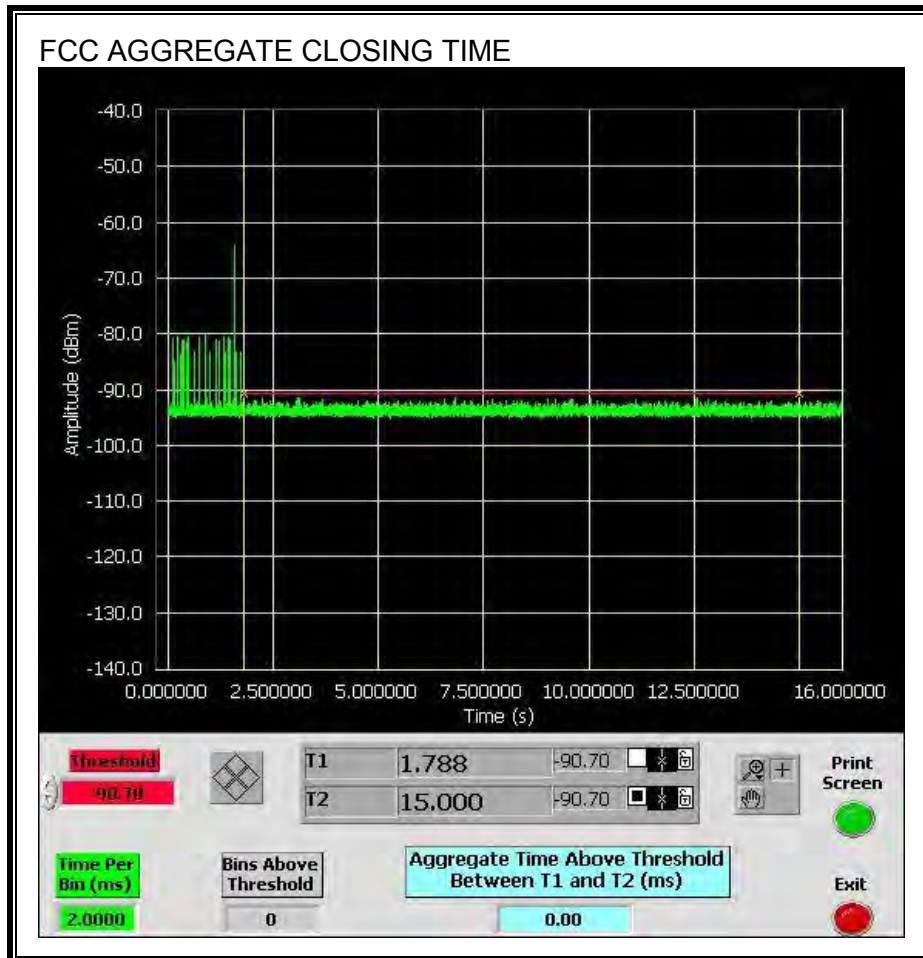 FCC AGGREGATE CLOSING TIME
-40.0
-50.0
-60.0
-70.0
-80.0
-90.0
-100.0
-110.0
-120.0
-130.0
-140.0
Amplitude (dBm)
0.000000 2.500000 5.000000 7.500000 10.000000 12.500000 16.000000
Time (s)
Threshold
-90.70
T1 1.788 -90.70
T2 15.000 -90.70
Print
Screen
Time Per
Bin (ms)
2.0000
Bins Above
Threshold
0
Aggregate Time Above Threshold
Between T1 and T2 (ms)
0.00
Exit